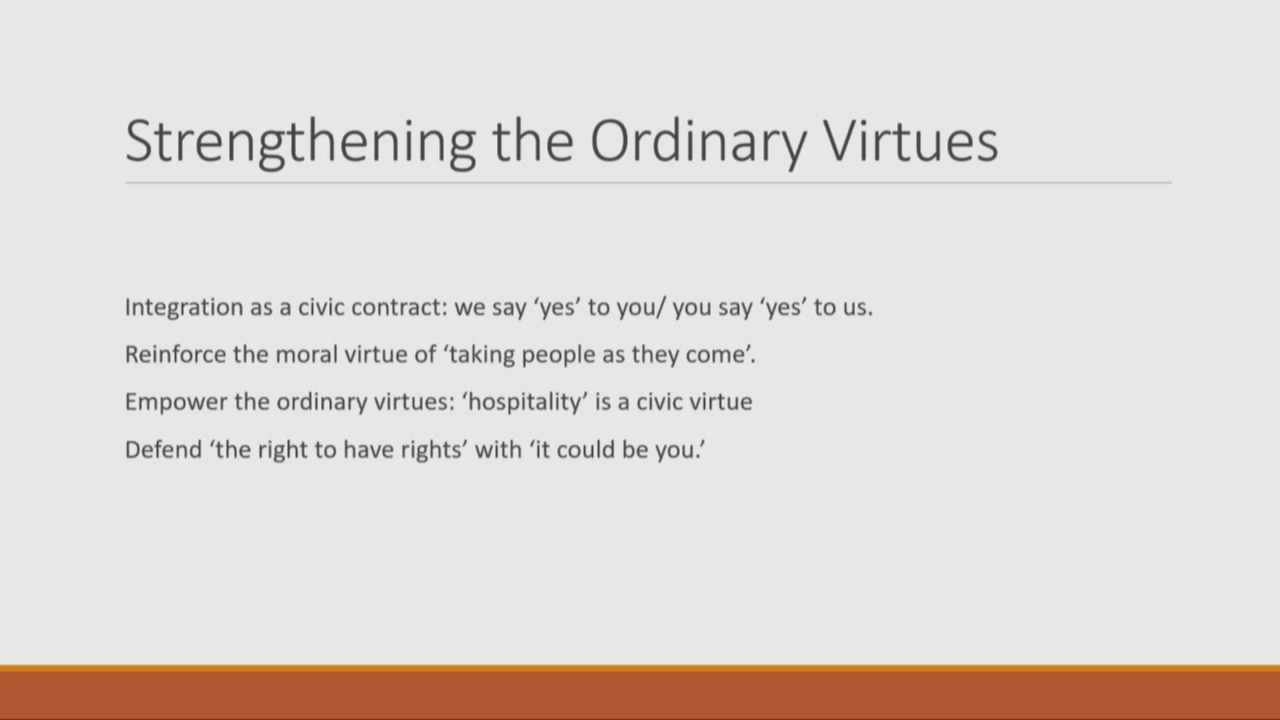 Strengthening the Ordinary Virtues
Integration as a civic contract: we say ‘yes’ to you/ you say ‘yes’ to us.
Reinforce the moral virtue of ‘taking people as they come’.
Empower the ordinary virtues: ‘hospitality’ is a civic virtue
Defend ‘the right to have rights’ with ‘it could be you.’